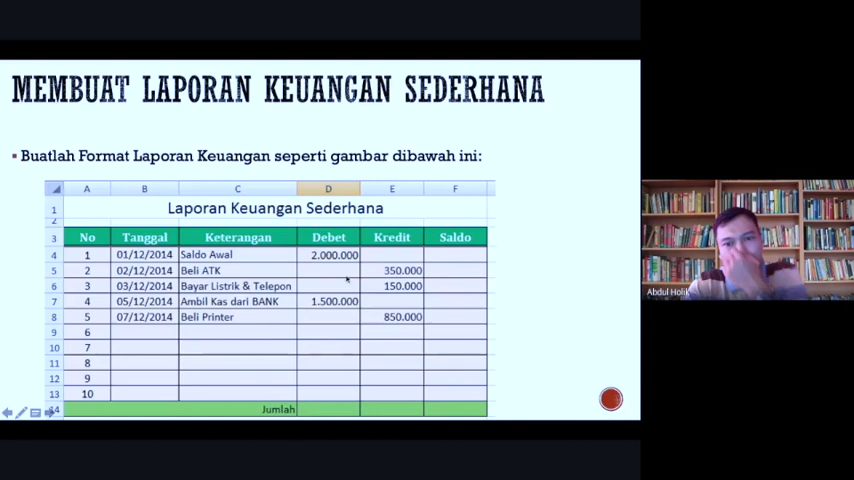 MEMBUAT LAPORAN KEUANGAN SEDERHANA
▪ Buatlah Format Laporan Keuangan seperti gambar dibawah ini:
A B C D E F
1 Laporan Keuangan Sederhana
2
3 No Tanggal Keterangan Debet Kredit Saldo
4 1 01/12/2014 Saldo Awal 2.000.000
5 2 02/12/2014 Beli ATK 350.000
6 3 03/12/2014 Bayar Listrik & Telepon 150.000
7 4 05/12/2014 Ambil Kas dari BANK 1.500.000
8 5 07/12/2014 Beli Printer 850.000
9 6
10 7
11 8
12 9
13 10
14 Jumlah
Abdul Holik